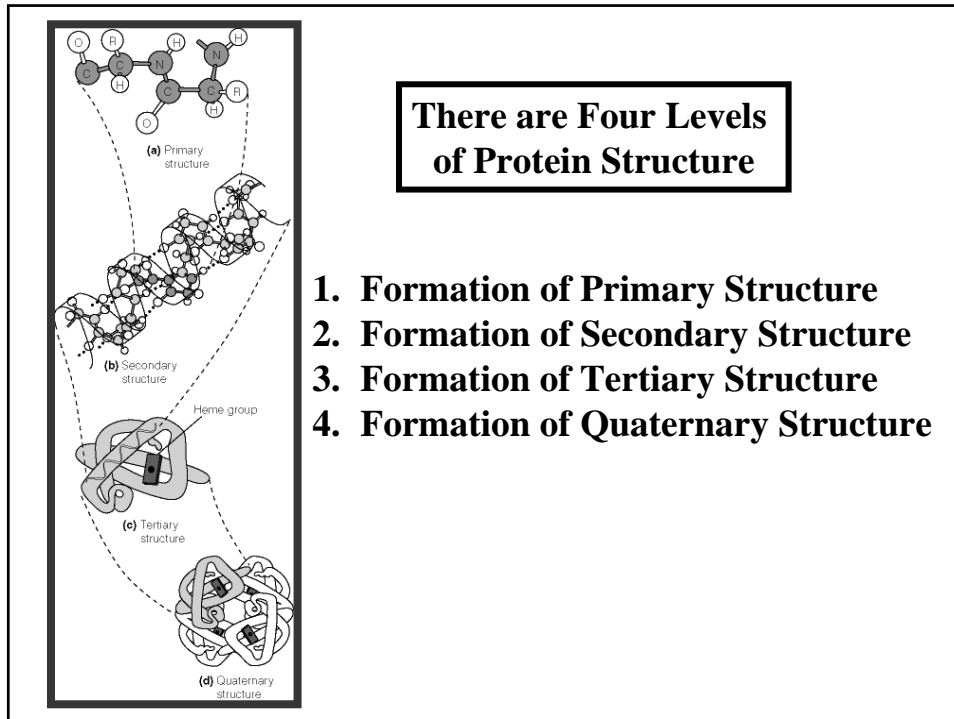 O R H H
C C N N
H C C R
O H
(a) Primary
structure
(b) Secondary
structure
Heme group
(c) Tertiary
structure
(d) Quaternary
structure
There are Four Levels
of Protein Structure
1. Formation of Primary Structure
2. Formation of Secondary Structure
3. Formation of Tertiary Structure
4. Formation of Quaternary Structure